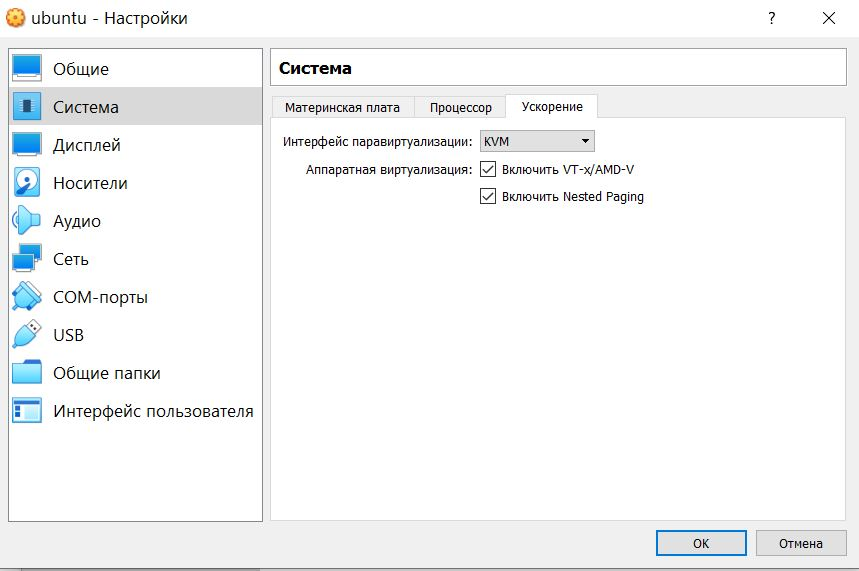 ubuntu - Настройки
?
Общие
Система
Дисплей
Носители
Аудио
Сеть
COM-порты
USB
Общие папки
Интерфейс пользователя
Система
Материнская плата Процессор Ускорение
Интерфейс паравиртуализации: KVM
Аппаратная виртуализация: Включить VT-x/AMD-V
Включить Nested Paging
OK Отмена